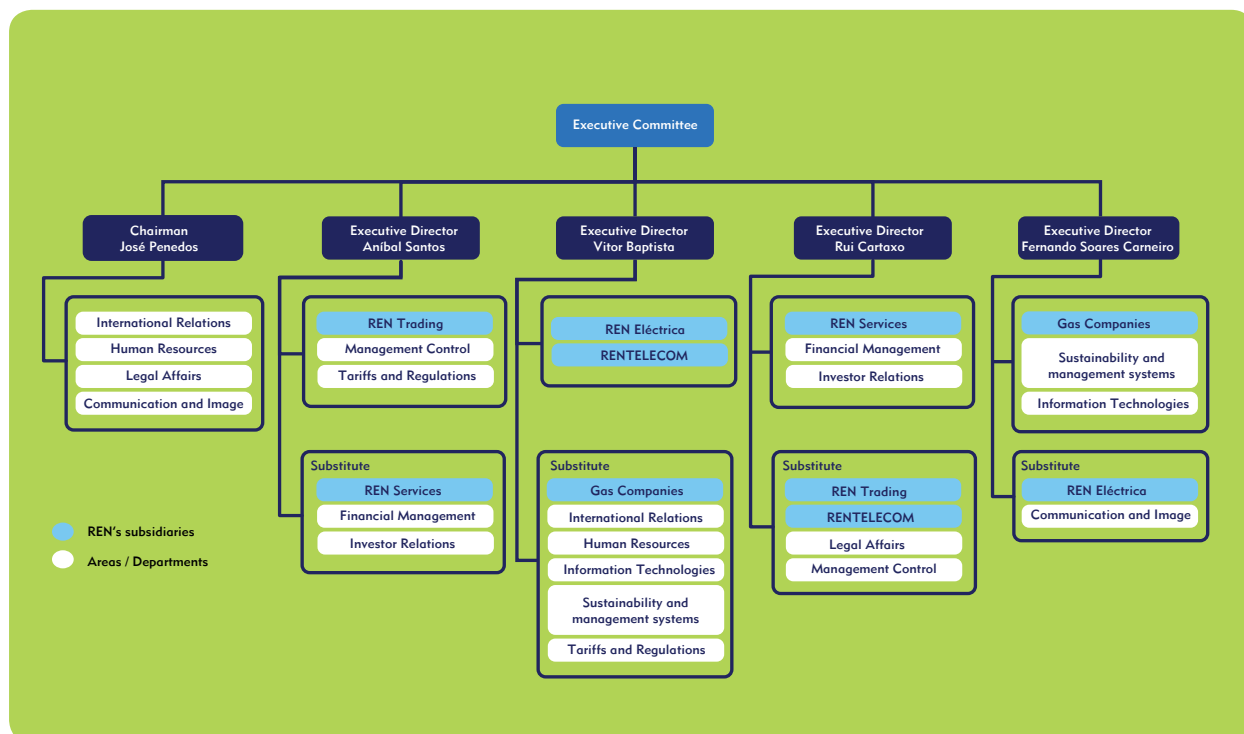 Executive Committee
Chairman
José Penedos
Executive Director
Aníbal Santos
Executive Director
Vitor Baptista
Executive Director
Rui Cartaxo
Executive Director
Fernando Soares Carneiro
International Relations
Human Resources
Legal Affairs
Communication and Image
REN Trading
Management Control
Tariffs and Regulations
REN Eléctrica
RENTELECOM
REN Services
Financial Management
Investor Relations
Gas Companies
Sustainability and
management systems
Information Technologies
Substitute
REN Services
Financial Management
Investor Relations
Substitute
Gas Companies
International Relations
Human Resources
Information Technologies
Sustainability and
management systems
Tariffs and Regulations
Substitute
REN Trading
RENTELECOM
Legal Affairs
Management Control
Substitute
REN Eléctrica
Communication and Image
REN's subsidiaries
Areas / Departments